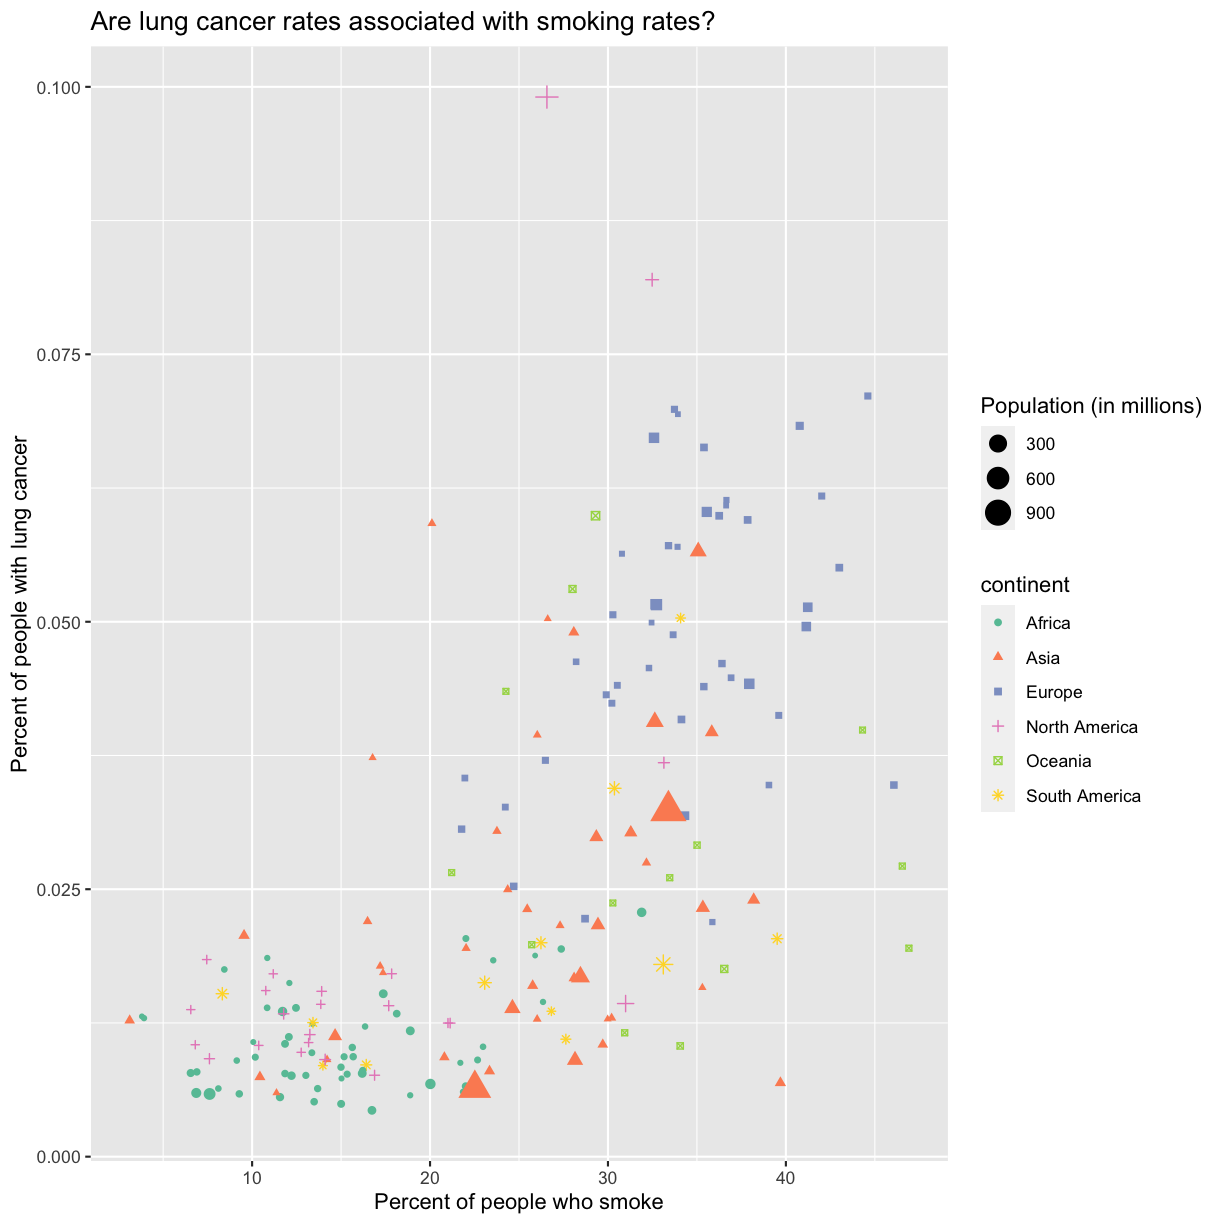 Are lung cancer rates associated with smoking rates?
Percent of people with lung cancer
0.100
0.075
0.050
0.025
0.000
10 20 30 40
Percent of people who smoke
Population (in millions)
300
600
900
continent
Africa
Asia
Europe
North America
Oceania
South America